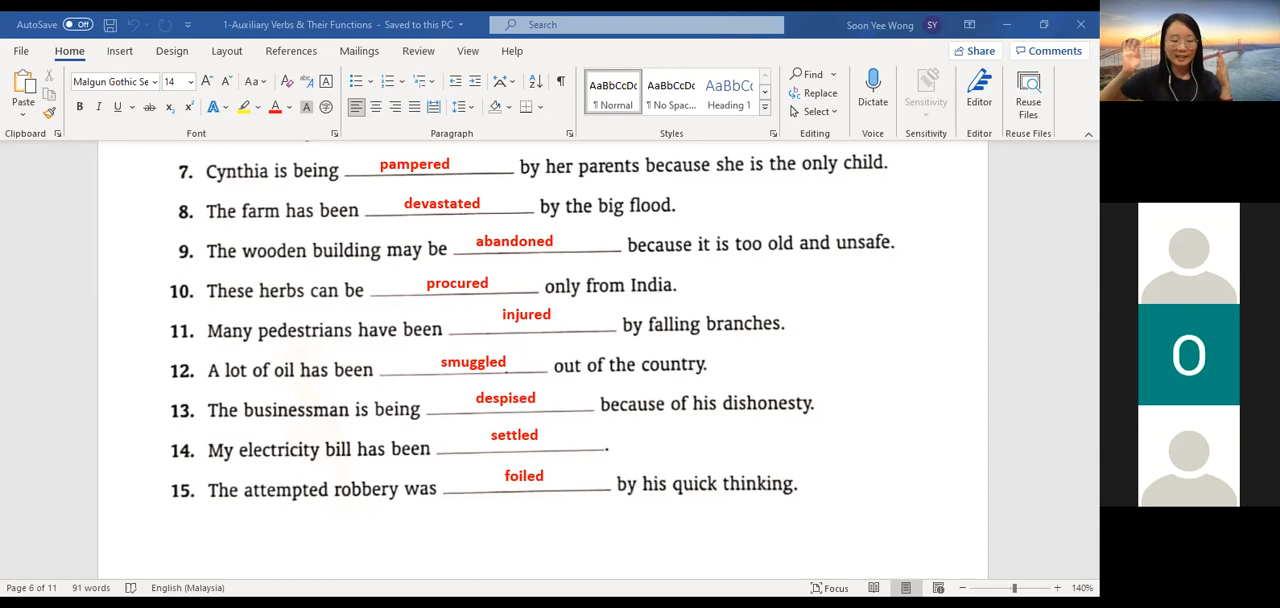 AutoSave Off 1-Auxiliary Verbs & Their Functions - Saved to this PC Search Soon Yee Wong SY
File Home Insert Design Layout References Mailings Review View Help Share Comments
Malgun Gothic Se 14 Aa A
AaBbCcDc AaBbCcDc AaBbCc
Find
Replace
Select
B I U ab x₂ x² A A A
¶ Normal ¶ No Spac... Heading 1
Paste Dictate Sensitivity Editor Reuse Files
Clipboard Font Paragraph Styles Editing Voice Sensitivity Editor Reuse Files
7. Cynthia is being pampered by her parents because she is the only child.
8. The farm has been devastated by the big flood.
9. The wooden building may be abandoned because it is too old and unsafe.
10. These herbs can be procured only from India.
11. Many pedestrians have been injured by falling branches.
12. A lot of oil has been smuggled out of the country.
13. The businessman is being despised because of his dishonesty.
14. My electricity bill has been settled.
15. The attempted robbery was foiled by his quick thinking.
O
Page 6 of 11 91 words English (Malaysia) Focus 140%